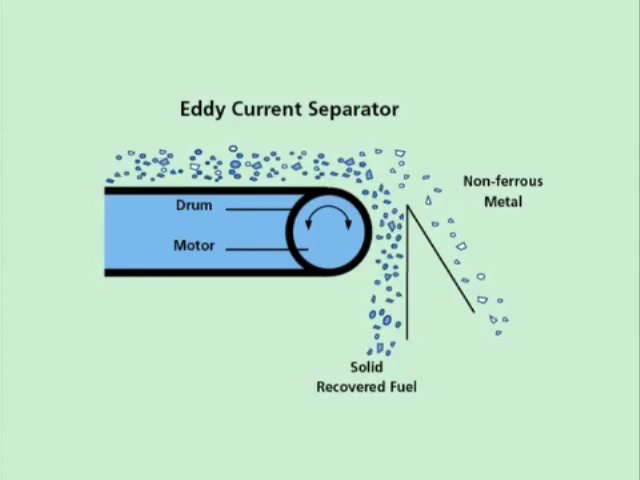 Eddy Current Separator
Non-ferrous
Metal
Drum
Motor
Solid
Recovered Fuel